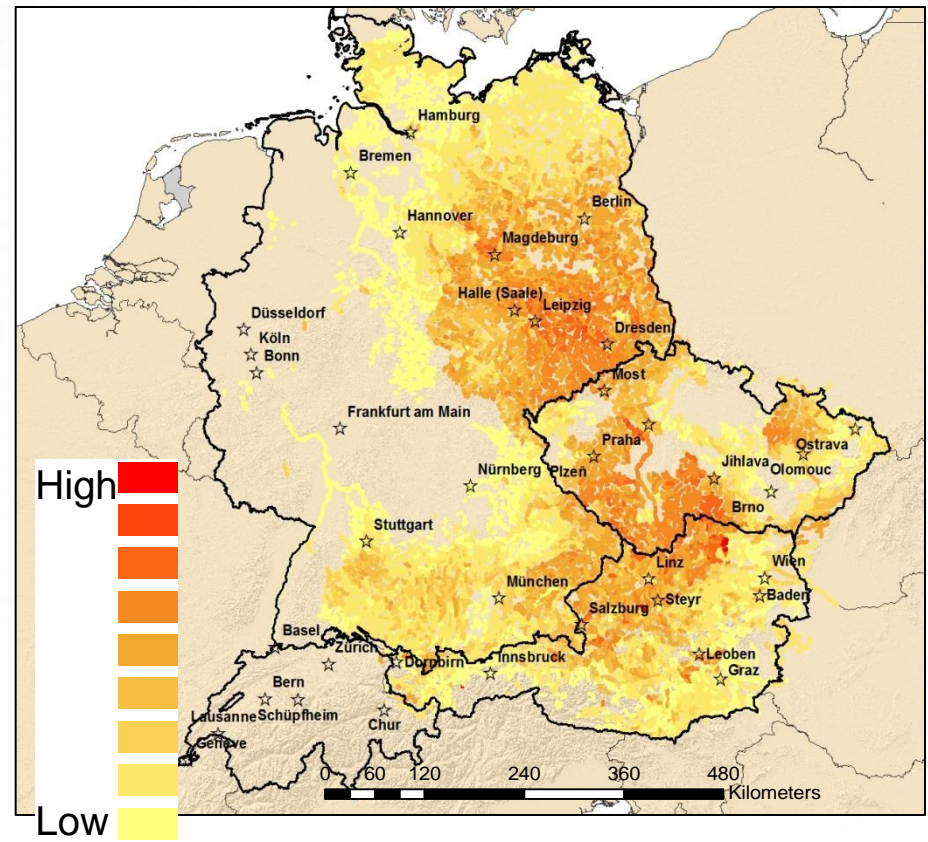 Hamburg
Bremen
Berlin
Hannover
Magdeburg
Halle (Saale)
Leipzig
Düsseldorf
Dresden
Köln
Bonn
Most
Frankfurt am Main
Praha
Ostrava
Nürnberg
Plzeň
Jihlava
Olomouc
High
Brno
Stuttgart
Linz
Wien
München
Steyr
Baden
Salzburg
Basel
Zürich
Dornbirn
Innsbruck
Leoben
Graz
Bern
Lausanne
Schüpfheim
Chur
Genève
0 60 120 240 360 480
Kilometers
Low